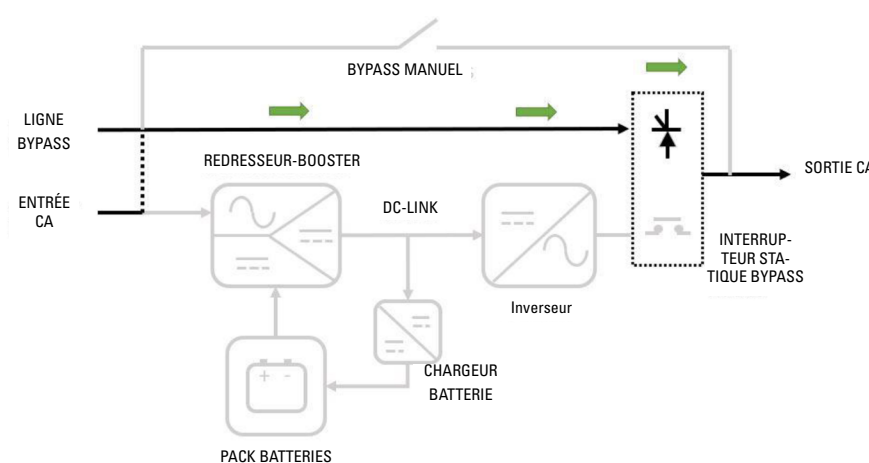 BYPASS MANUEL
LIGNE
BYPASS
REDRESSEUR-BOOSTER
SORTIE CA
ENTRÉE
CA
DC-LINK
INTERRUP-
TEUR STA-
TIQUE BYPASS
Inverseur
+ -
CHARGEUR
BATTERIE
PACK BATTERIES